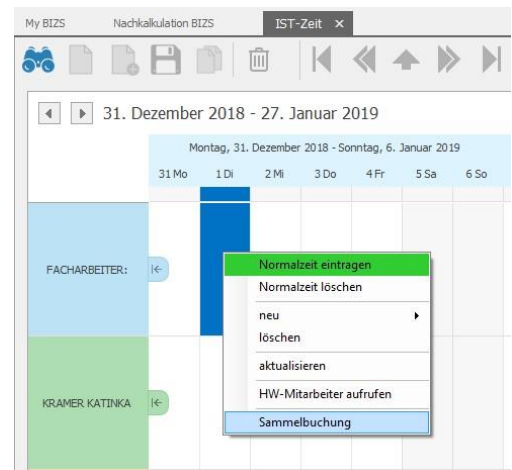 My BIZS Nachkalkulation BIZS IST-Zeit ×
31. Dezember 2018 - 27. Januar 2019
Montag, 31. Dezember 2018 - Sonntag, 6. Januar 2019
31 Mo 1 Di 2 Mi 3 Do 4 Fr 5 Sa 6 So
FACHARBEITER:
Normalzeit eintragen
Normalzeit löschen
neu
löschen
aktualisieren
HW-Mitarbeiter aufrufen
Sammelbuchung
KRAMER KATINKA